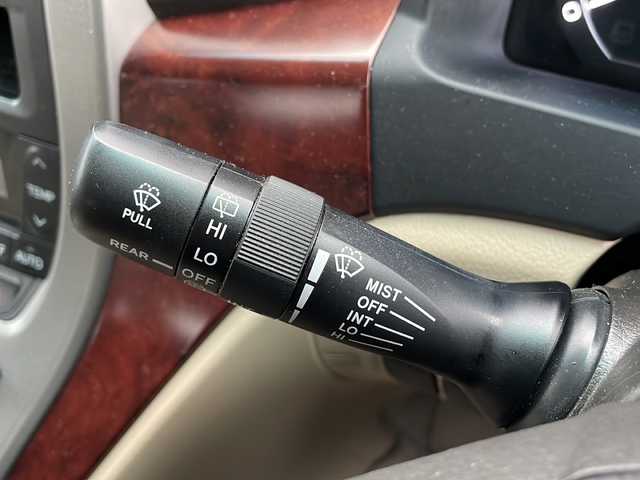 PULL
REAR
HI
LO
OFF
MIST
OFF
INT
LO
HI
TEMP
AUTO